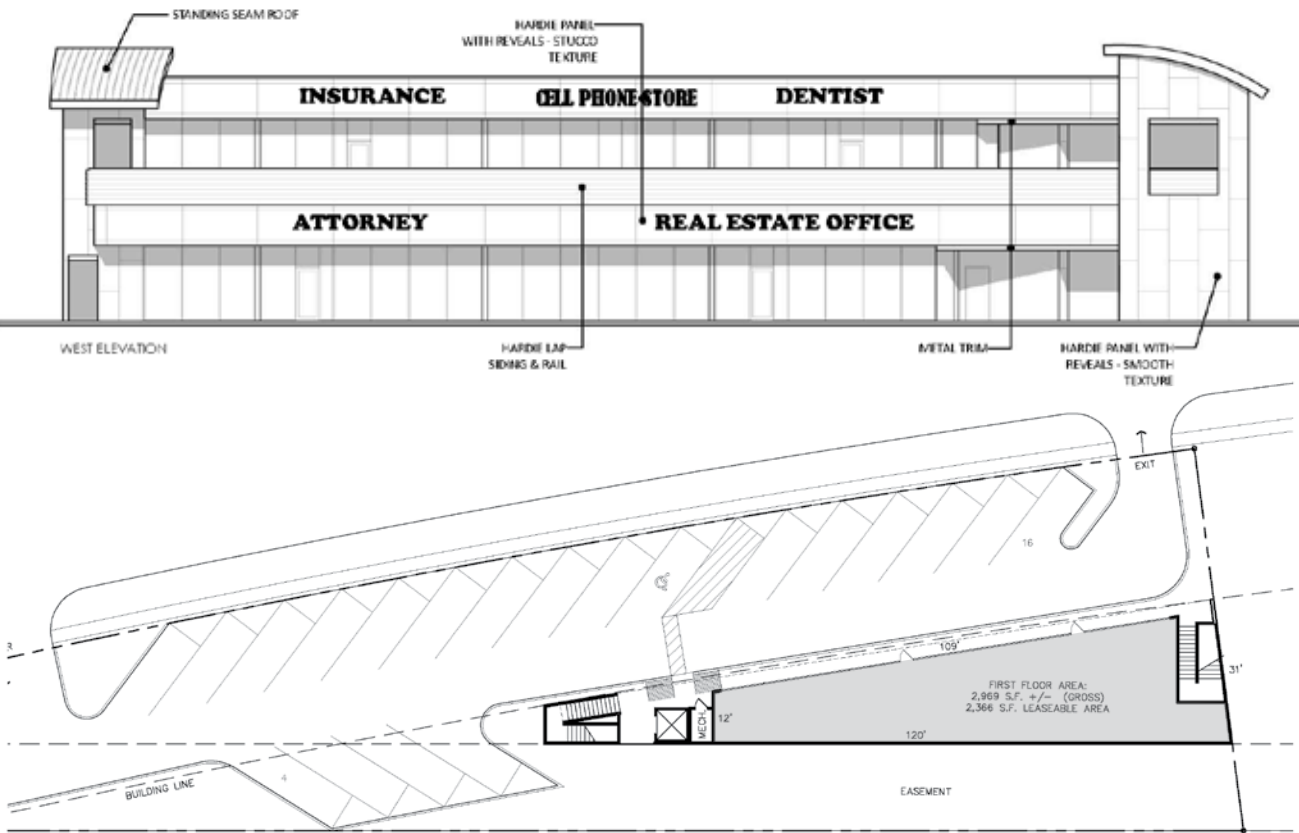 STANDING SEAM ROOF
HARDIE PANEL
WITH REVEALS - STUCCO
TEXTURE
INSURANCE
CELL PHONE STORE
DENTIST
ATTORNEY
REAL ESTATE OFFICE
WEST ELEVATION
HARDIE LAP
SIDING & RAIL
METAL TRIM
HARDIE PANEL WITH
REVEALS - SMOOTH
TEXTURE
EXIT
16
109'
31'
FIRST FLOOR AREA:
2,969 S.F. +/- (GROSS)
2,366 S.F. LEASEABLE AREA
12'
MECH.
120'
4
BUILDING LINE
EASEMENT